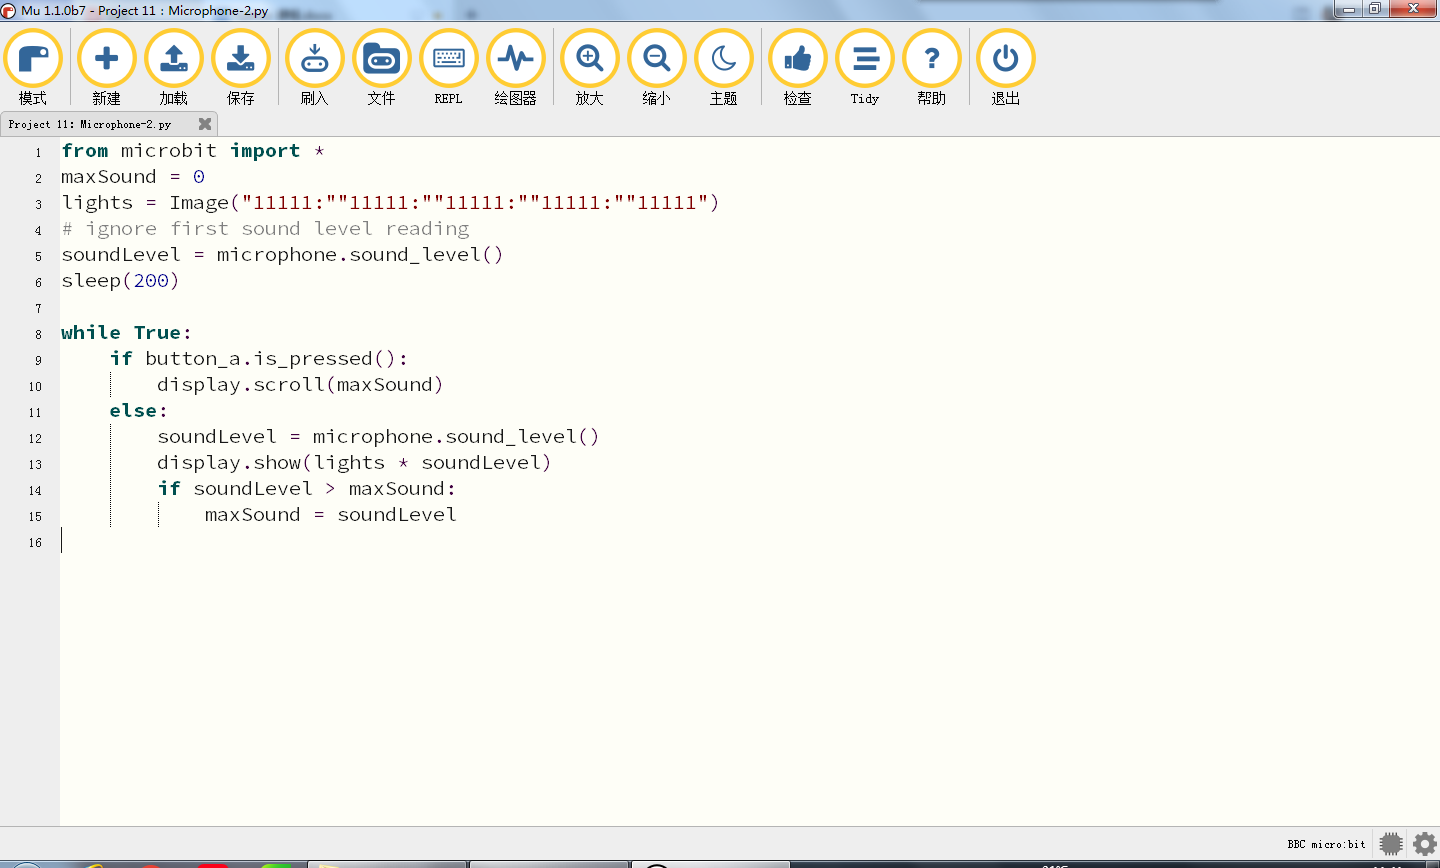 Mu 1.1.0b7 - Project 11：Microphone-2.py
模式 新建 加载 保存 刷入 文件 REPL 绘图器 放大 缩小 主题 检查 Tidy 帮助 退出
Project 11：Microphone-2.py
1 from microbit import *
2 maxSound = 0
3 lights = Image("11111:""11111:""11111:""11111:""11111")
4 # ignore first sound level reading
5 soundLevel = microphone.sound_level()
6 sleep(200)
7
8 while True:
9 if button_a.is_pressed():
10 display.scroll(maxSound)
11 else:
12 soundLevel = microphone.sound_level()
13 display.show(lights * soundLevel)
14 if soundLevel > maxSound:
15 maxSound = soundLevel
16
BBC micro:bit